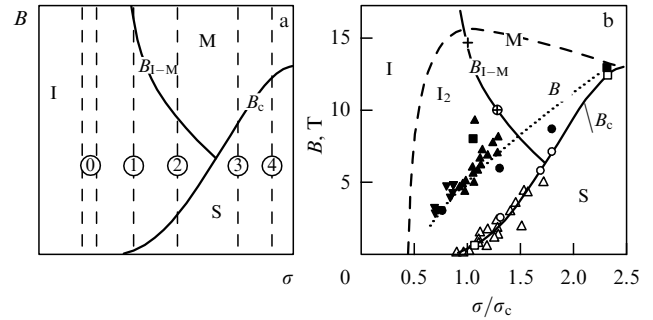 B
a
M
I
B_{I–M}
B_c
⓪
①
②
③
④
S
σ
b
15
M
I
B_{I–M}
I_2
B
10
B_c
B, T
5
S
0
0.5
1.0
1.5
2.0
2.5
σ/σ_c